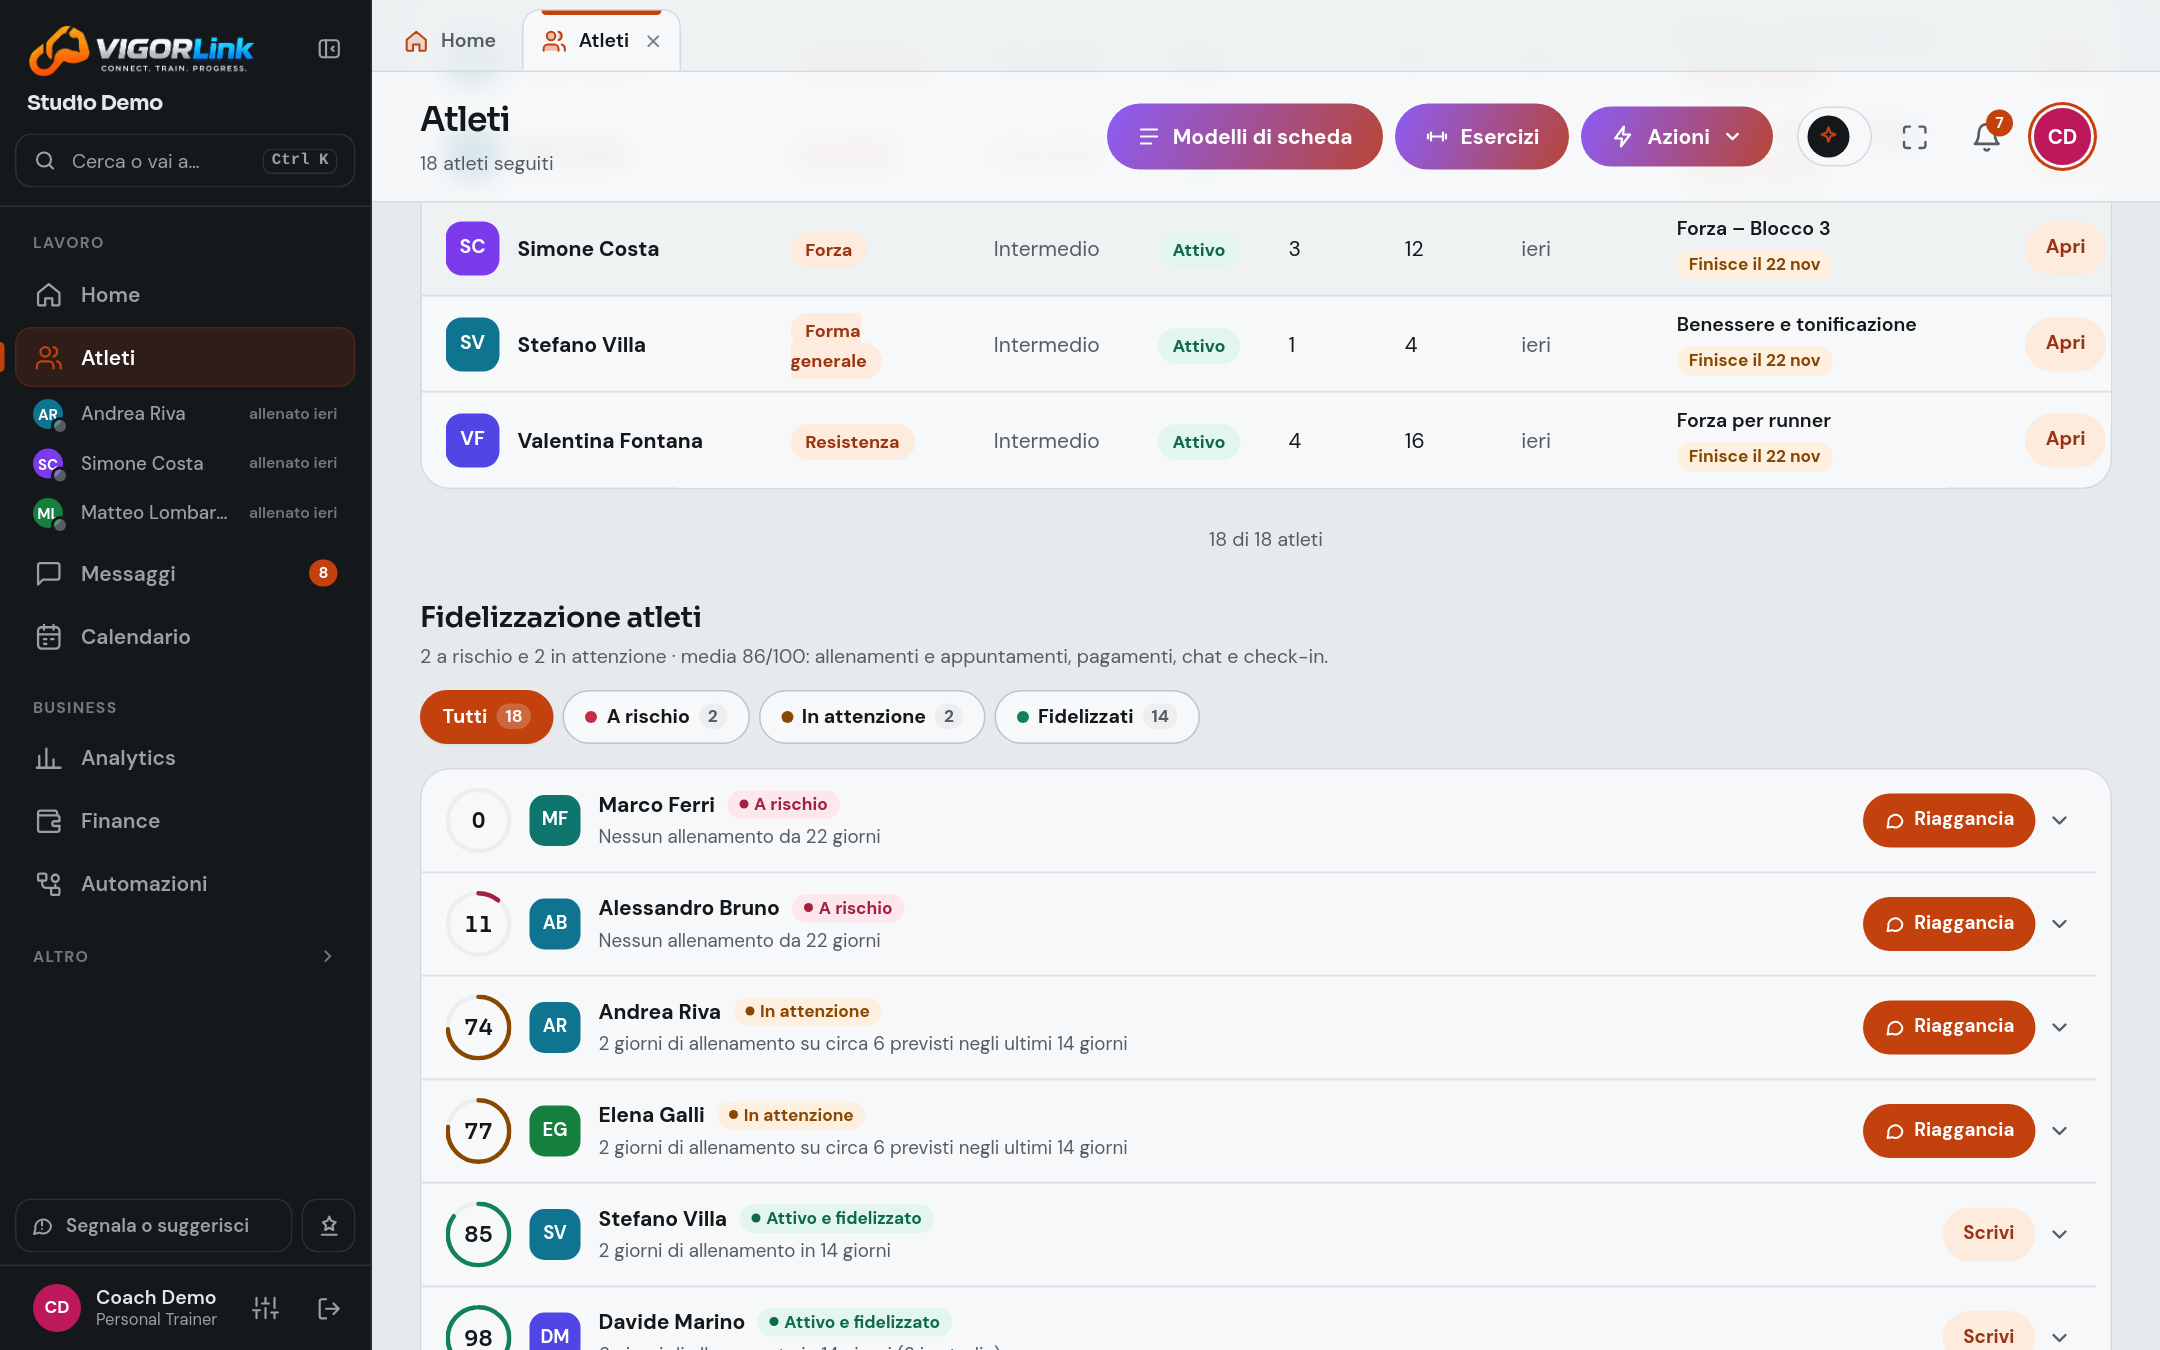 VIGORLink
CONNECT. TRAIN. PROGRESS.
Studio Demo
Cerca o vai a...
Ctrl K
LAVORO
Home
Atleti
AR Andrea Riva allenato ieri
SC Simone Costa allenato ieri
Matteo Lombar... allenato ieri
Messaggi 8
Calendario
BUSINESS
Analytics
Finance
Automazioni
ALTRO
Segnala o suggerisci
CD Coach Demo
Personal Trainer
Home
Atleti
Atleti
18 atleti seguiti
Modelli di scheda
Esercizi
Azioni
7
CD
SC Simone Costa Forza Intermedio Attivo 3 12 ieri Forza – Blocco 3 Apri
Finisce il 22 nov
SV Stefano Villa Forma generale Intermedio Attivo 1 4 ieri Benessere e tonificazione Apri
Finisce il 22 nov
VF Valentina Fontana Resistenza Intermedio Attivo 4 16 ieri Forza per runner Apri
Finisce il 22 nov
18 di 18 atleti
Fidelizzazione atleti
2 a rischio e 2 in attenzione · media 86/100: allenamenti e appuntamenti, pagamenti, chat e check-in.
Tutti 18
A rischio 2
In attenzione 2
Fidelizzati 14
0 MF Marco Ferri A rischio Riaggancia
Nessun allenamento da 22 giorni
11 AB Alessandro Bruno A rischio Riaggancia
Nessun allenamento da 22 giorni
74 AR Andrea Riva In attenzione Riaggancia
2 giorni di allenamento su circa 6 previsti negli ultimi 14 giorni
77 EG Elena Galli In attenzione Riaggancia
2 giorni di allenamento su circa 6 previsti negli ultimi 14 giorni
85 SV Stefano Villa Attivo e fidelizzato Scrivi
2 giorni di allenamento in 14 giorni
98 DM Davide Marino Attivo e fidelizzato Scrivi